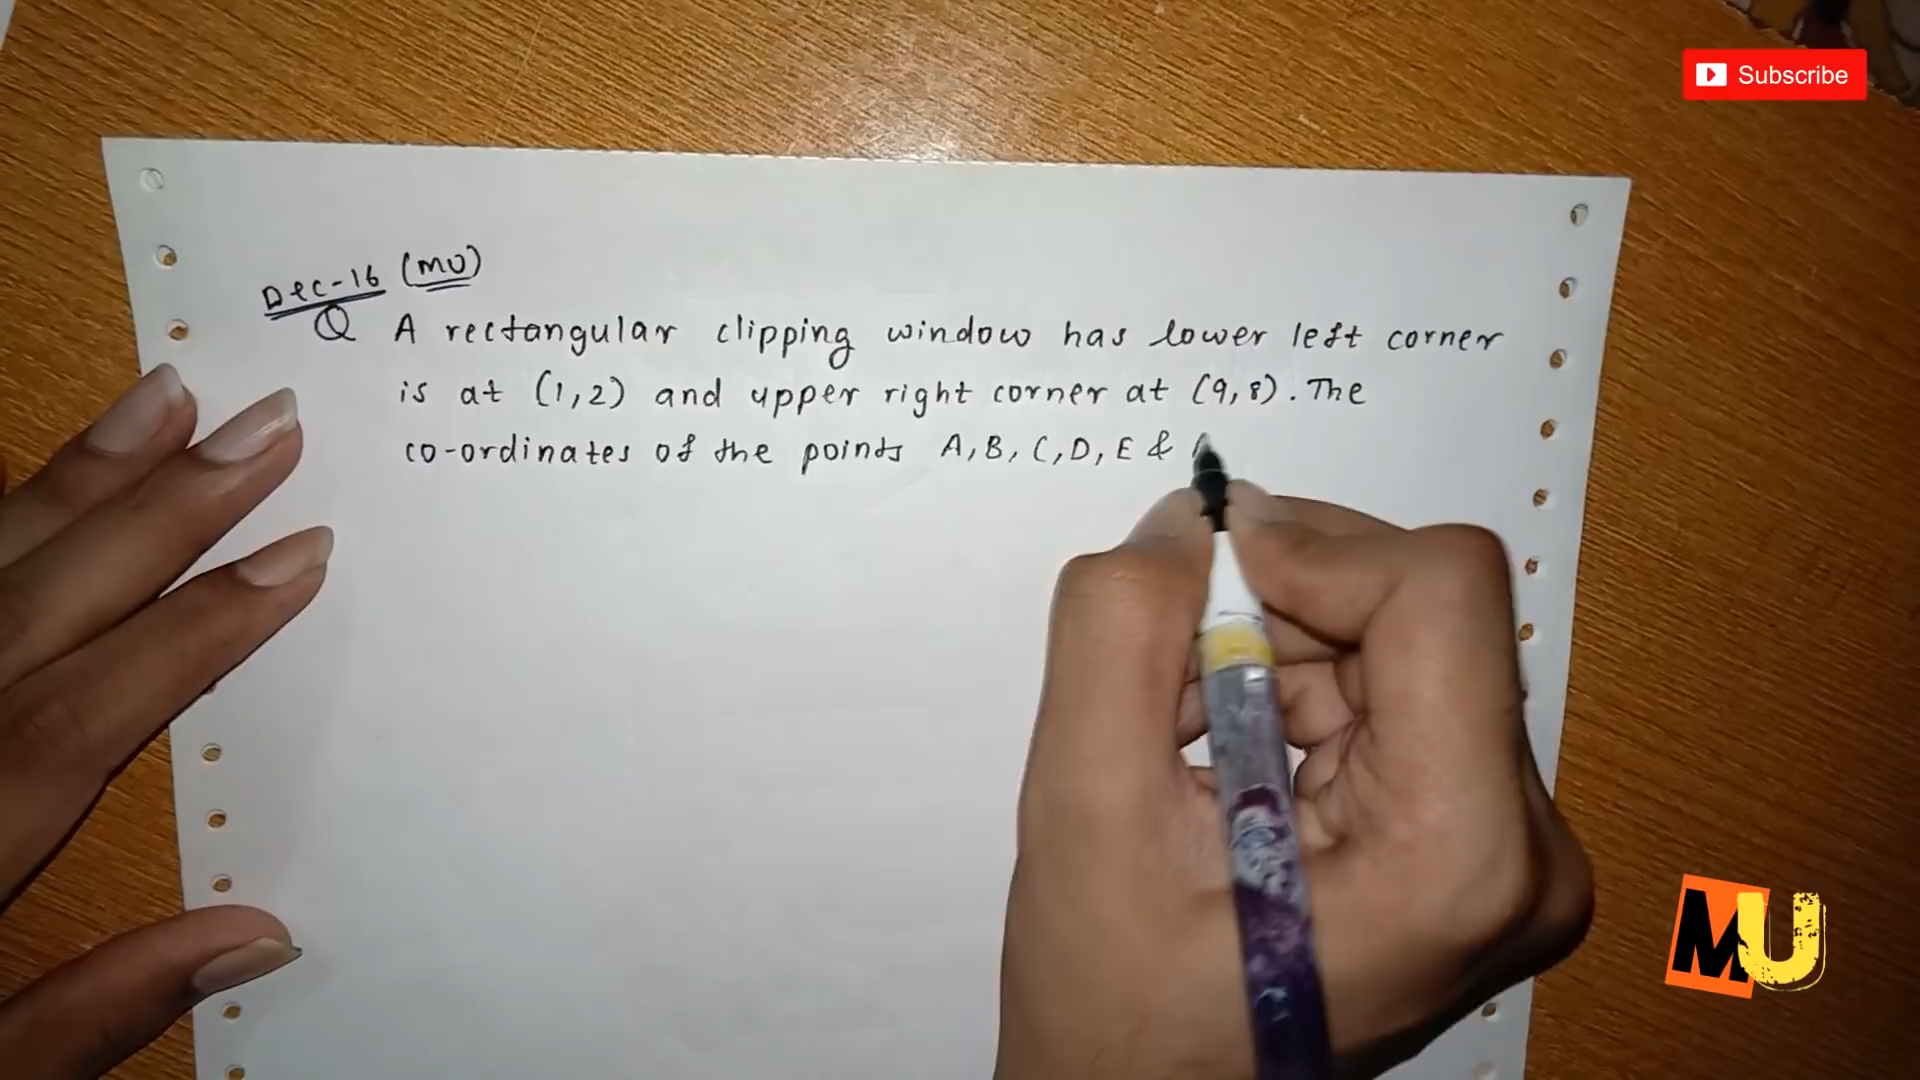 Subscribe
Dec-16 (MU)
Q A rectangular clipping window has lower left corner
is at (1,2) and upper right corner at (9,8). The
co-ordinates of the points A, B, C, D, E &
MU